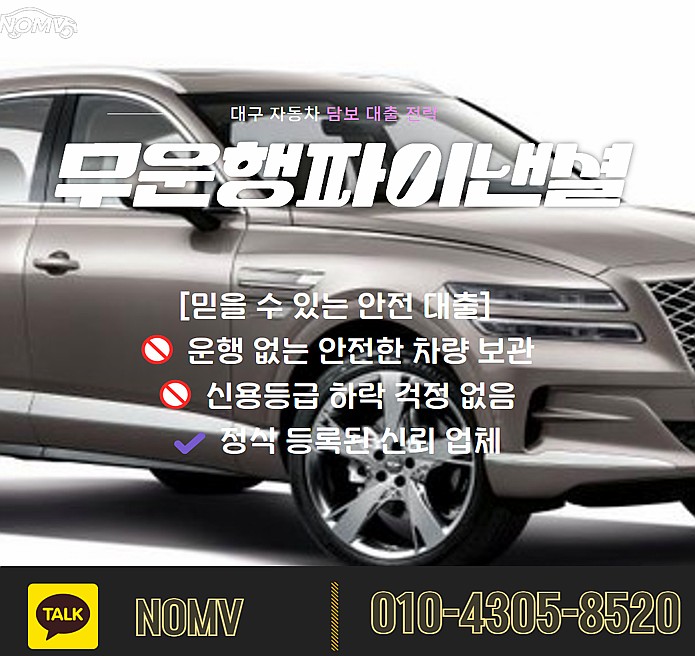 NOMV
대구 자동차 담보 대출 전략
무운행파이낸셜
[믿을 수 있는 안전 대출]
운행 없는 안전한 차량 보관
신용등급 하락 걱정 없음
정식 등록된 신뢰 업체
TALK NOMV 010-4305-8520